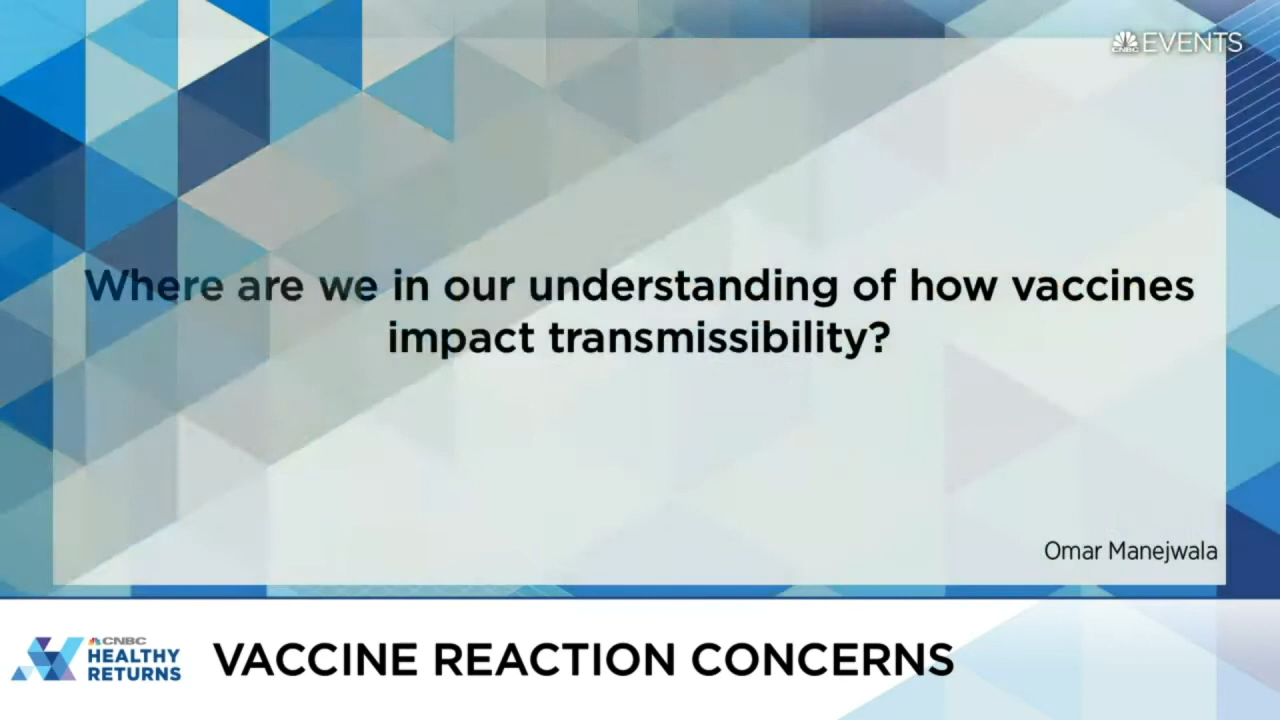 CNBC EVENTS
Where are we in our understanding of how vaccines
impact transmissibility?
Omar Manejwala
CNBC
HEALTHY
RETURNS
VACCINE REACTION CONCERNS